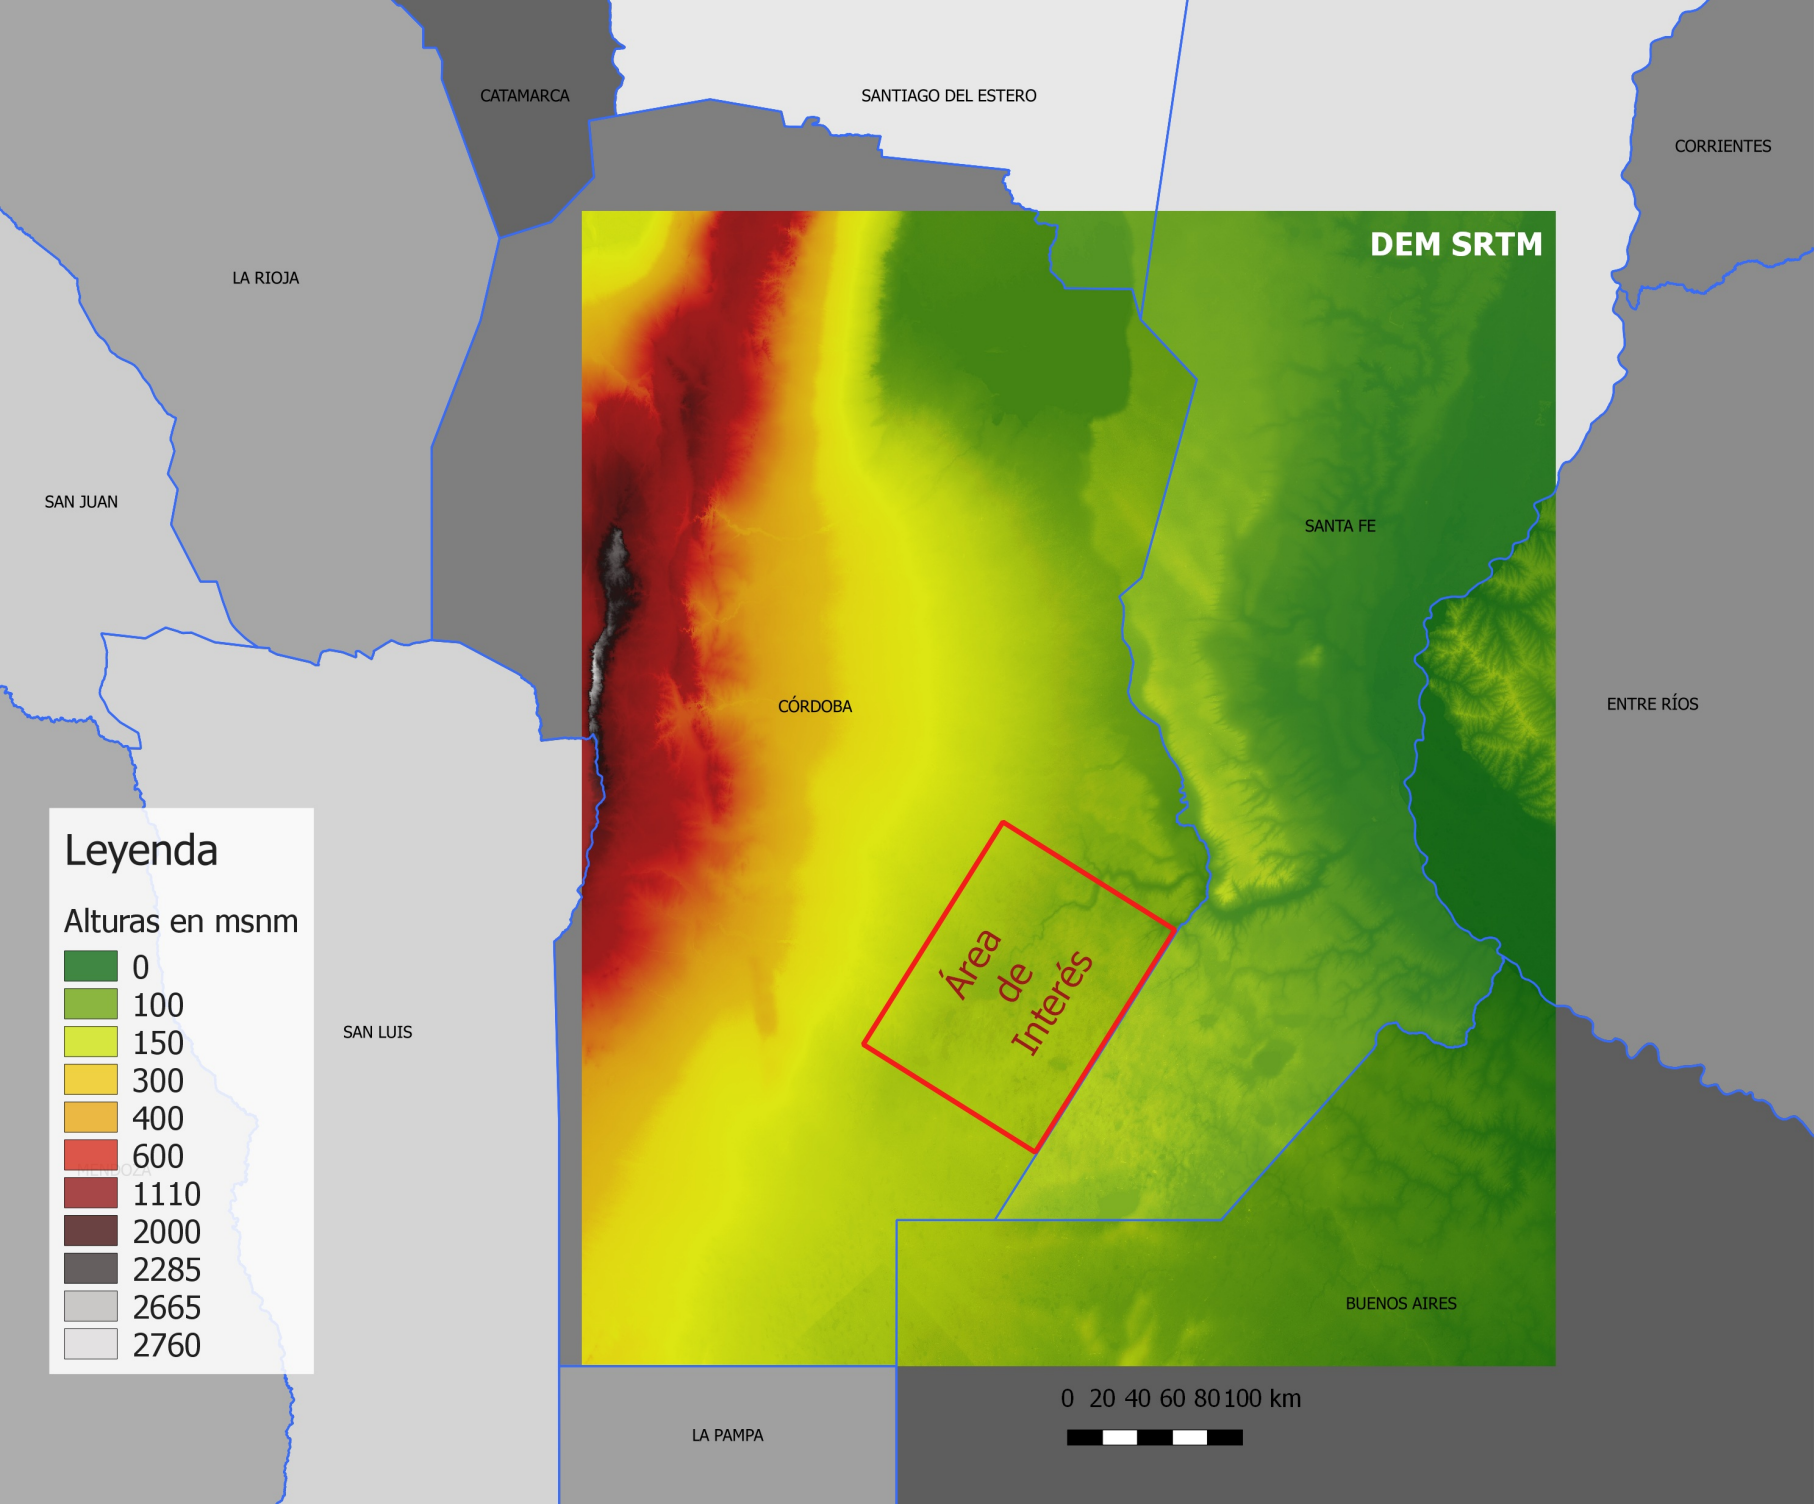 CATAMARCA
SANTIAGO DEL ESTERO
CORRIENTES
DEM SRTM
LA RIOJA
SAN JUAN
SANTA FE
CÓRDOBA
ENTRE RÍOS
Área
de
Interés
SAN LUIS
Leyenda
Alturas en msnm
0
100
150
300
400
600
MENDOZA
1110
2000
2285
2665
2760
BUENOS AIRES
0 20 40 60 80 100 km
LA PAMPA